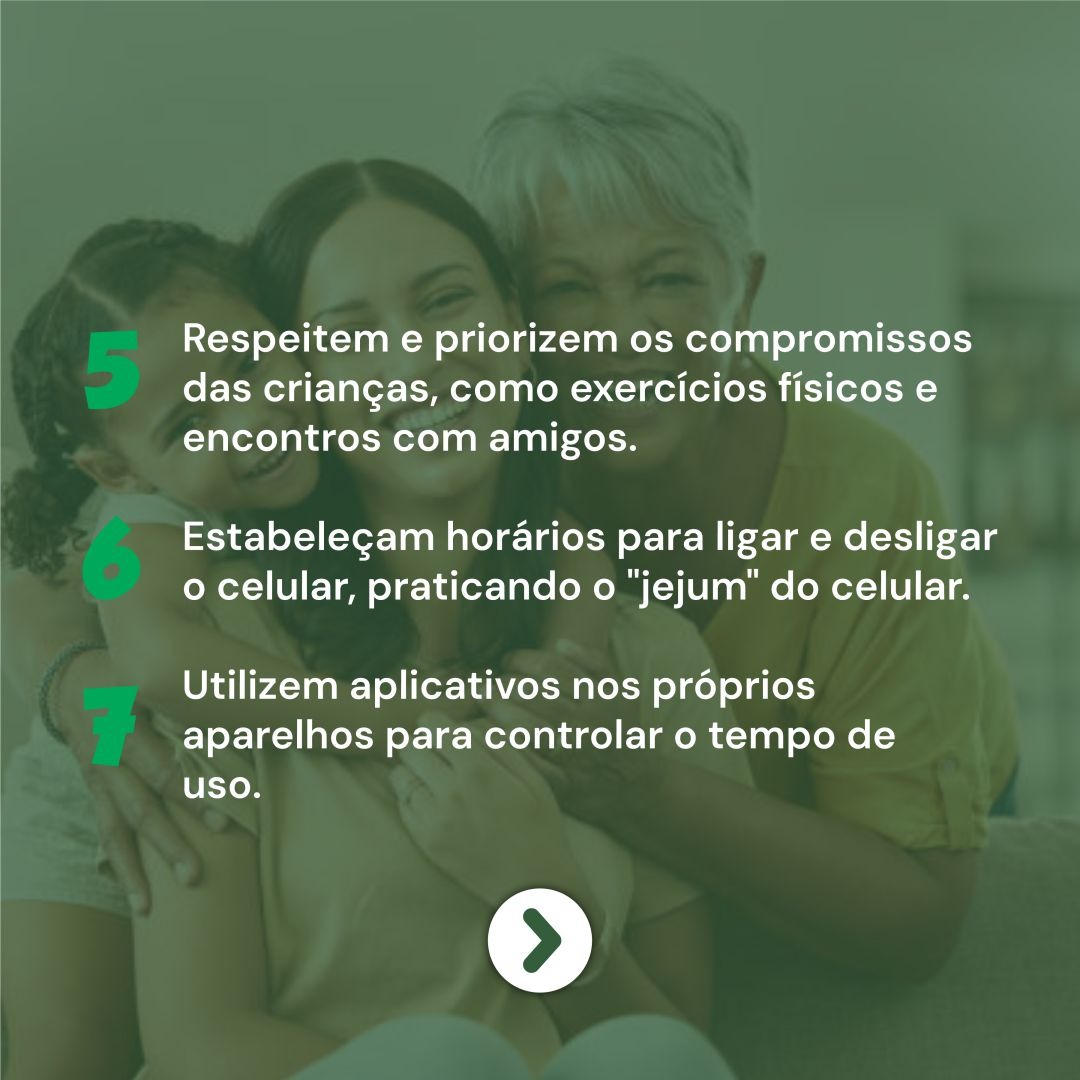 5
Respeitem e priorizem os compromissos
das crianças, como exercícios físicos e
encontros com amigos.
6
Estabeleçam horários para ligar e desligar
o celular, praticando o "jejum" do celular.
7
Utilizem aplicativos nos próprios
aparelhos para controlar o tempo de
uso.